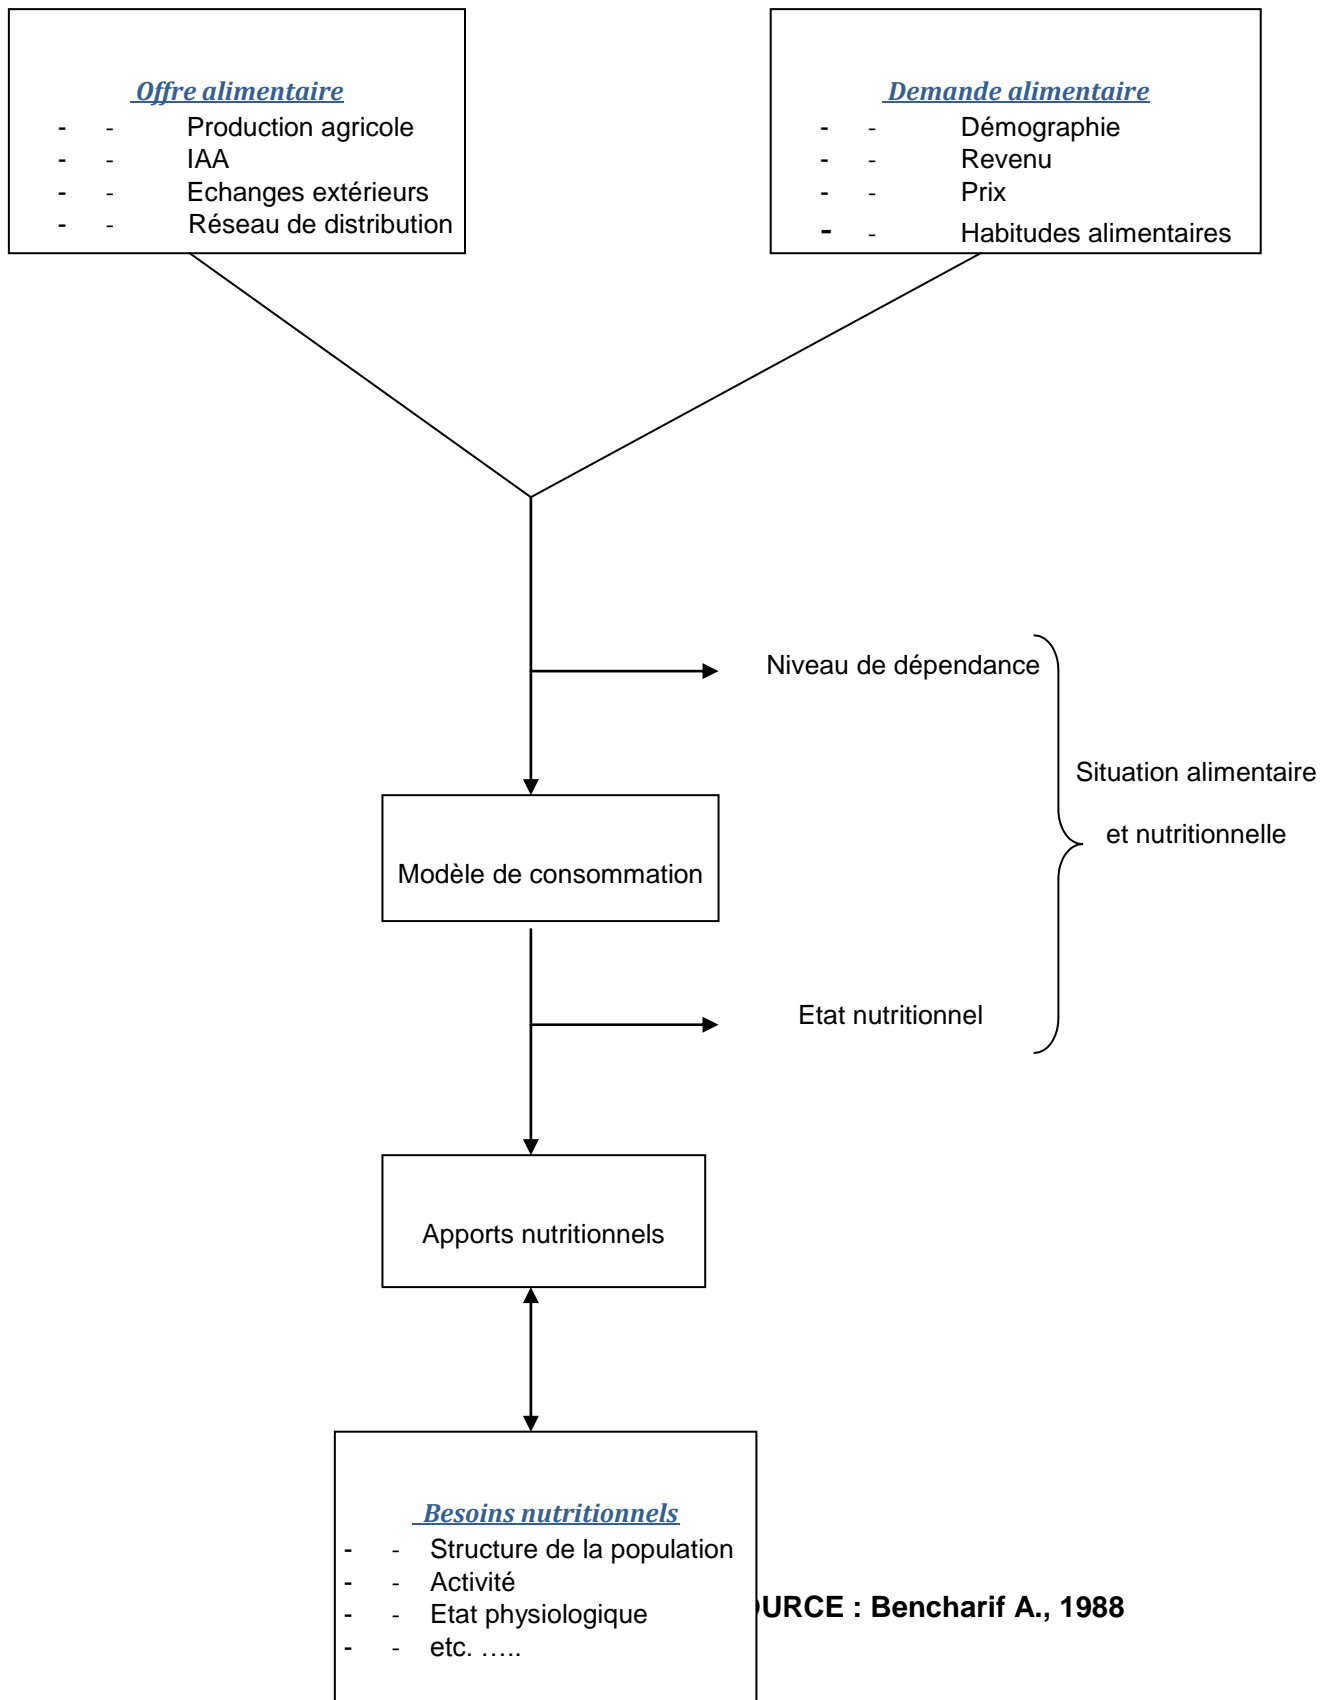 Offre alimentaire
- - Production agricole
- - IAA
- - Echanges extérieurs
- - Réseau de distribution
Demande alimentaire
- - Démographie
- - Revenu
- - Prix
- - Habitudes alimentaires
Niveau de dépendance
Situation alimentaire
et nutritionnelle
Modèle de consommation
Etat nutritionnel
Apports nutritionnels
Besoins nutritionnels
- - Structure de la population
- - Activité
- - Etat physiologique
- - etc. …..
: Bencharif A., 1988